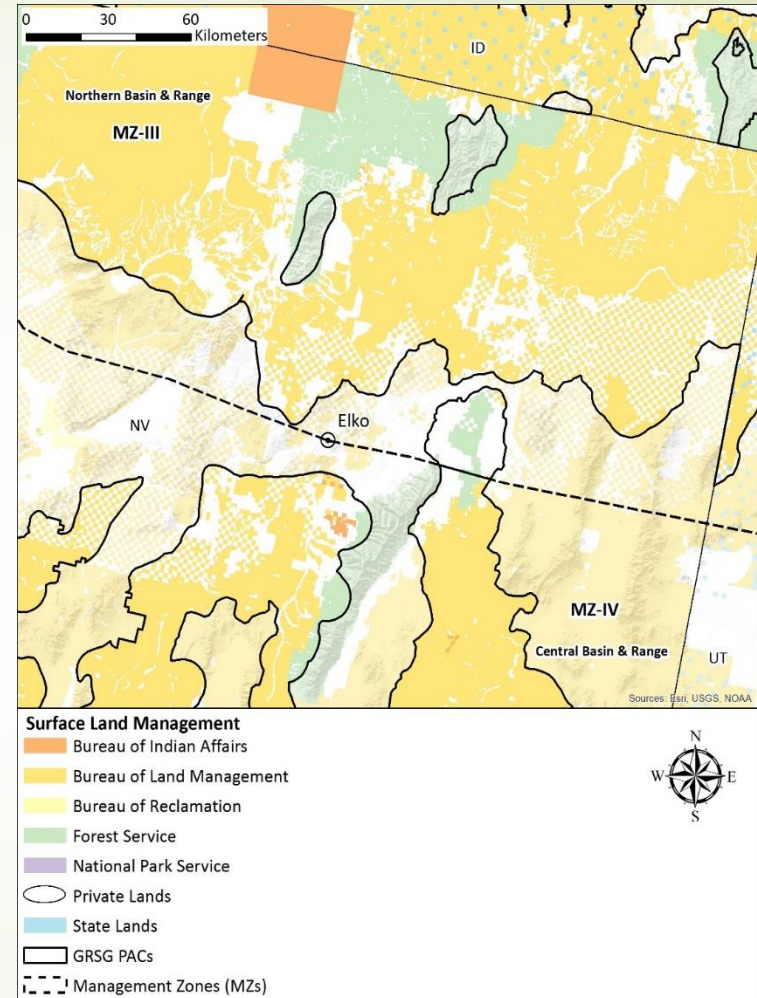 0 30 60
Kilometers
ID
Northern Basin & Range
MZ-III
Elko
NV
MZ-IV
Central Basin & Range
UT
Sources: Esri, USGS, NOAA
Surface Land Management
Bureau of Indian Affairs
Bureau of Land Management
Bureau of Reclamation
Forest Service
National Park Service
Private Lands
State Lands
GRSG PACs
Management Zones (MZs)
N
W E
S